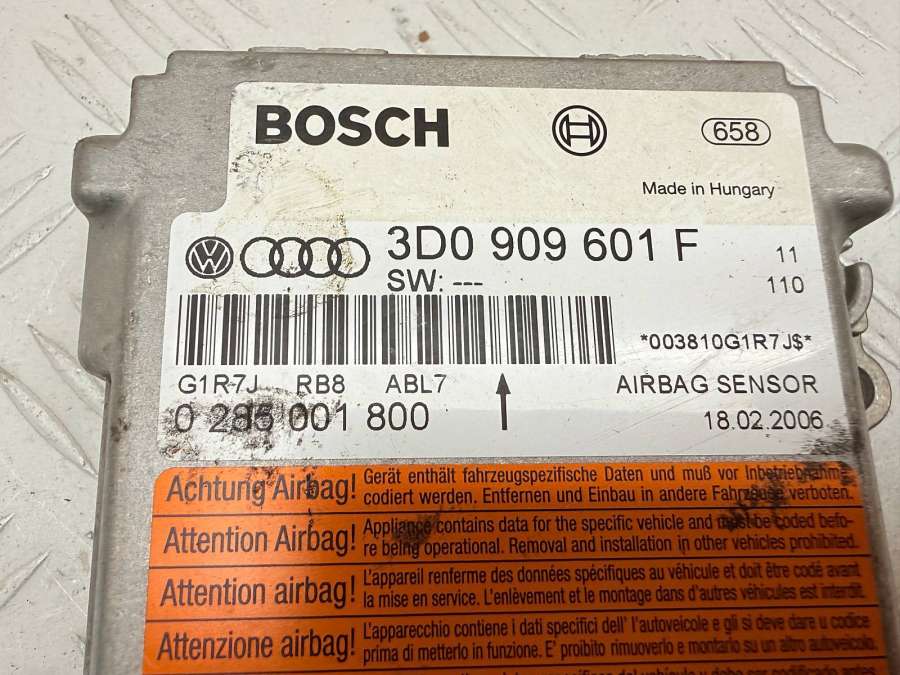 BOSCH
658
Made in Hungary
3D0 909 601 F 11
SW: --- 110
*003810G1R7J$*
G1R7J RB8 ABL7 AIRBAG SENSOR
0 285 001 800 18.02.2006
Achtung Airbag! Gerät enthält fahrzeugspezifische Daten und muß vor Inbetriebnahme
codiert werden. Entfernen und Einbau in andere Fahrzeuge verboten.
Attention Airbag! Appliance contains data for the specific vehicle and must be coded befo-
re being operational. Removal and installation in other vehicles prohibited.
Attention airbag! L'appareil renferme des données spécifiques au véhicule et doit être codé avant
la mise en service. L'enlèvement et le montage dans d'autres véhicules est interdit.
Attenzione airbag! L'apparecchio contiene i dati specifici dell' l'autoveicolo e gli si deve dare u codice
prima di metterlo in funzione. E' proibito rimuoverlo e montarlo su un altro autoveicolo.